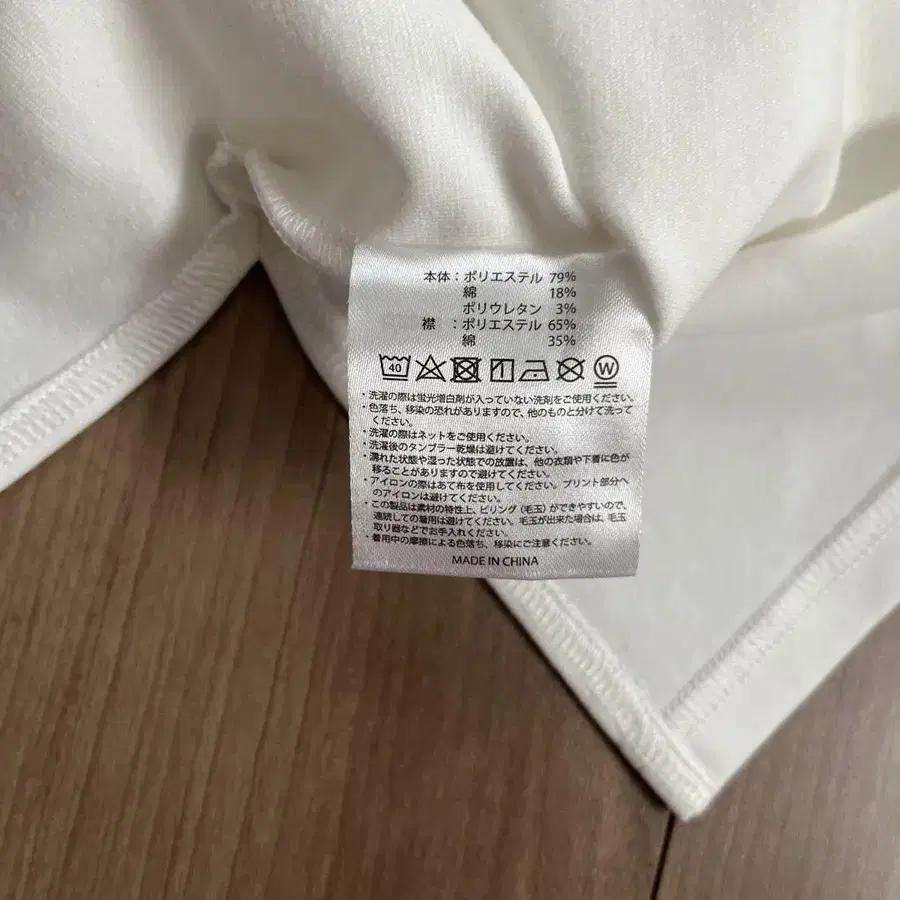 本体：ポリエステル 79%
綿 18%
ポリウレタン 3%
襟 ：ポリエステル 65%
綿 35%
40
W
・洗濯の際は蛍光増白剤が入っていない洗剤をご使用ください。
・色落ち、移染の恐れがありますので、他のものと分けて洗って
ください。
・洗濯の際はネットをご使用ください。
・洗濯後のタンブラー乾燥は避けてください。
・濡れた状態や湿った状態での放置は、他の衣類や下着に色が
移ることがありますので避けてください。
・アイロンの際はあて布を使用してください。プリント部分へ
のアイロンは避けてください。
・この製品は素材の特性上、ピリング（毛玉）ができやすいので、
連続しての着用は避けてください。毛玉が出来た場合は、毛玉
取り器などでお手入れください。
・着用中の摩擦による色落ち、移染にご注意ください。
MADE IN CHINA